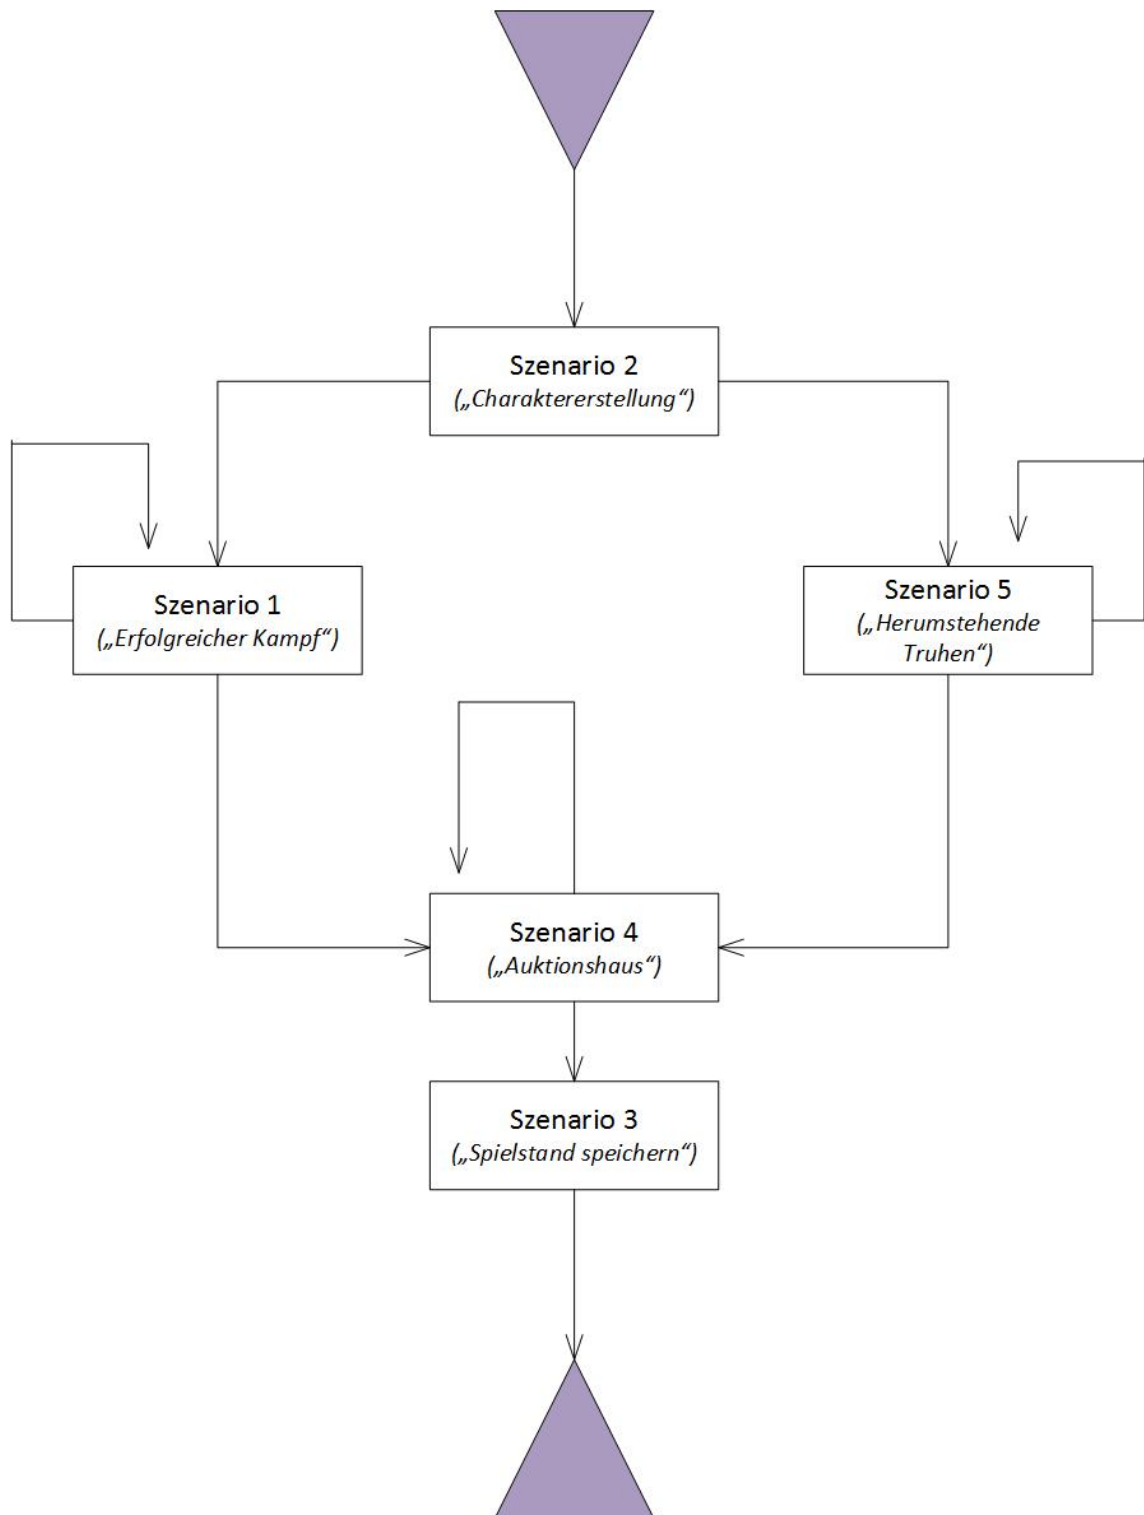 Szenario 2
(„Charaktererstellung“)
Szenario 1
(„Erfolgreicher Kampf“)
Szenario 5
(„Herumstehende
Truhen“)
Szenario 4
(„Auktionshaus“)
Szenario 3
(„Spielstand speichern“)